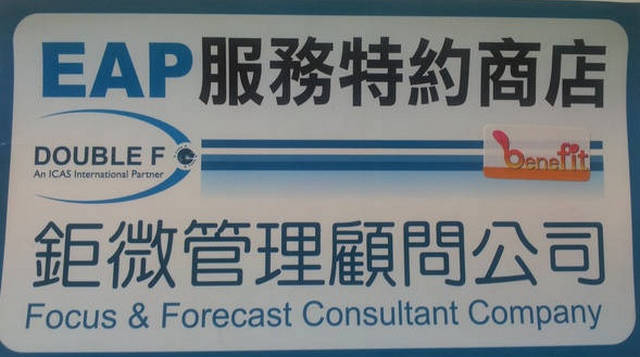 EAP服務特約商店
DOUBLE F
An ICAS International Partner
benefit
鉅微管理顧問公司
Focus & Forecast Consultant Company